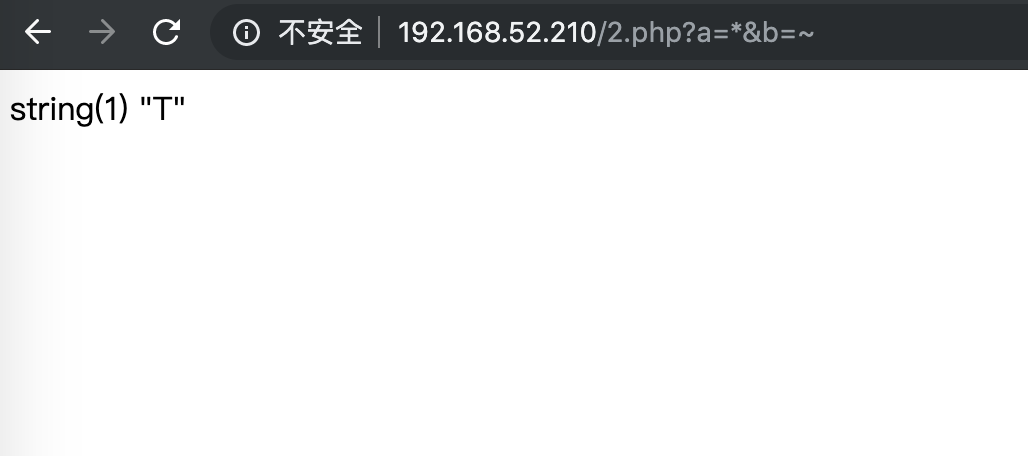 不安全 192.168.52.210/2.php?a=*&b=~
string(1) "T"